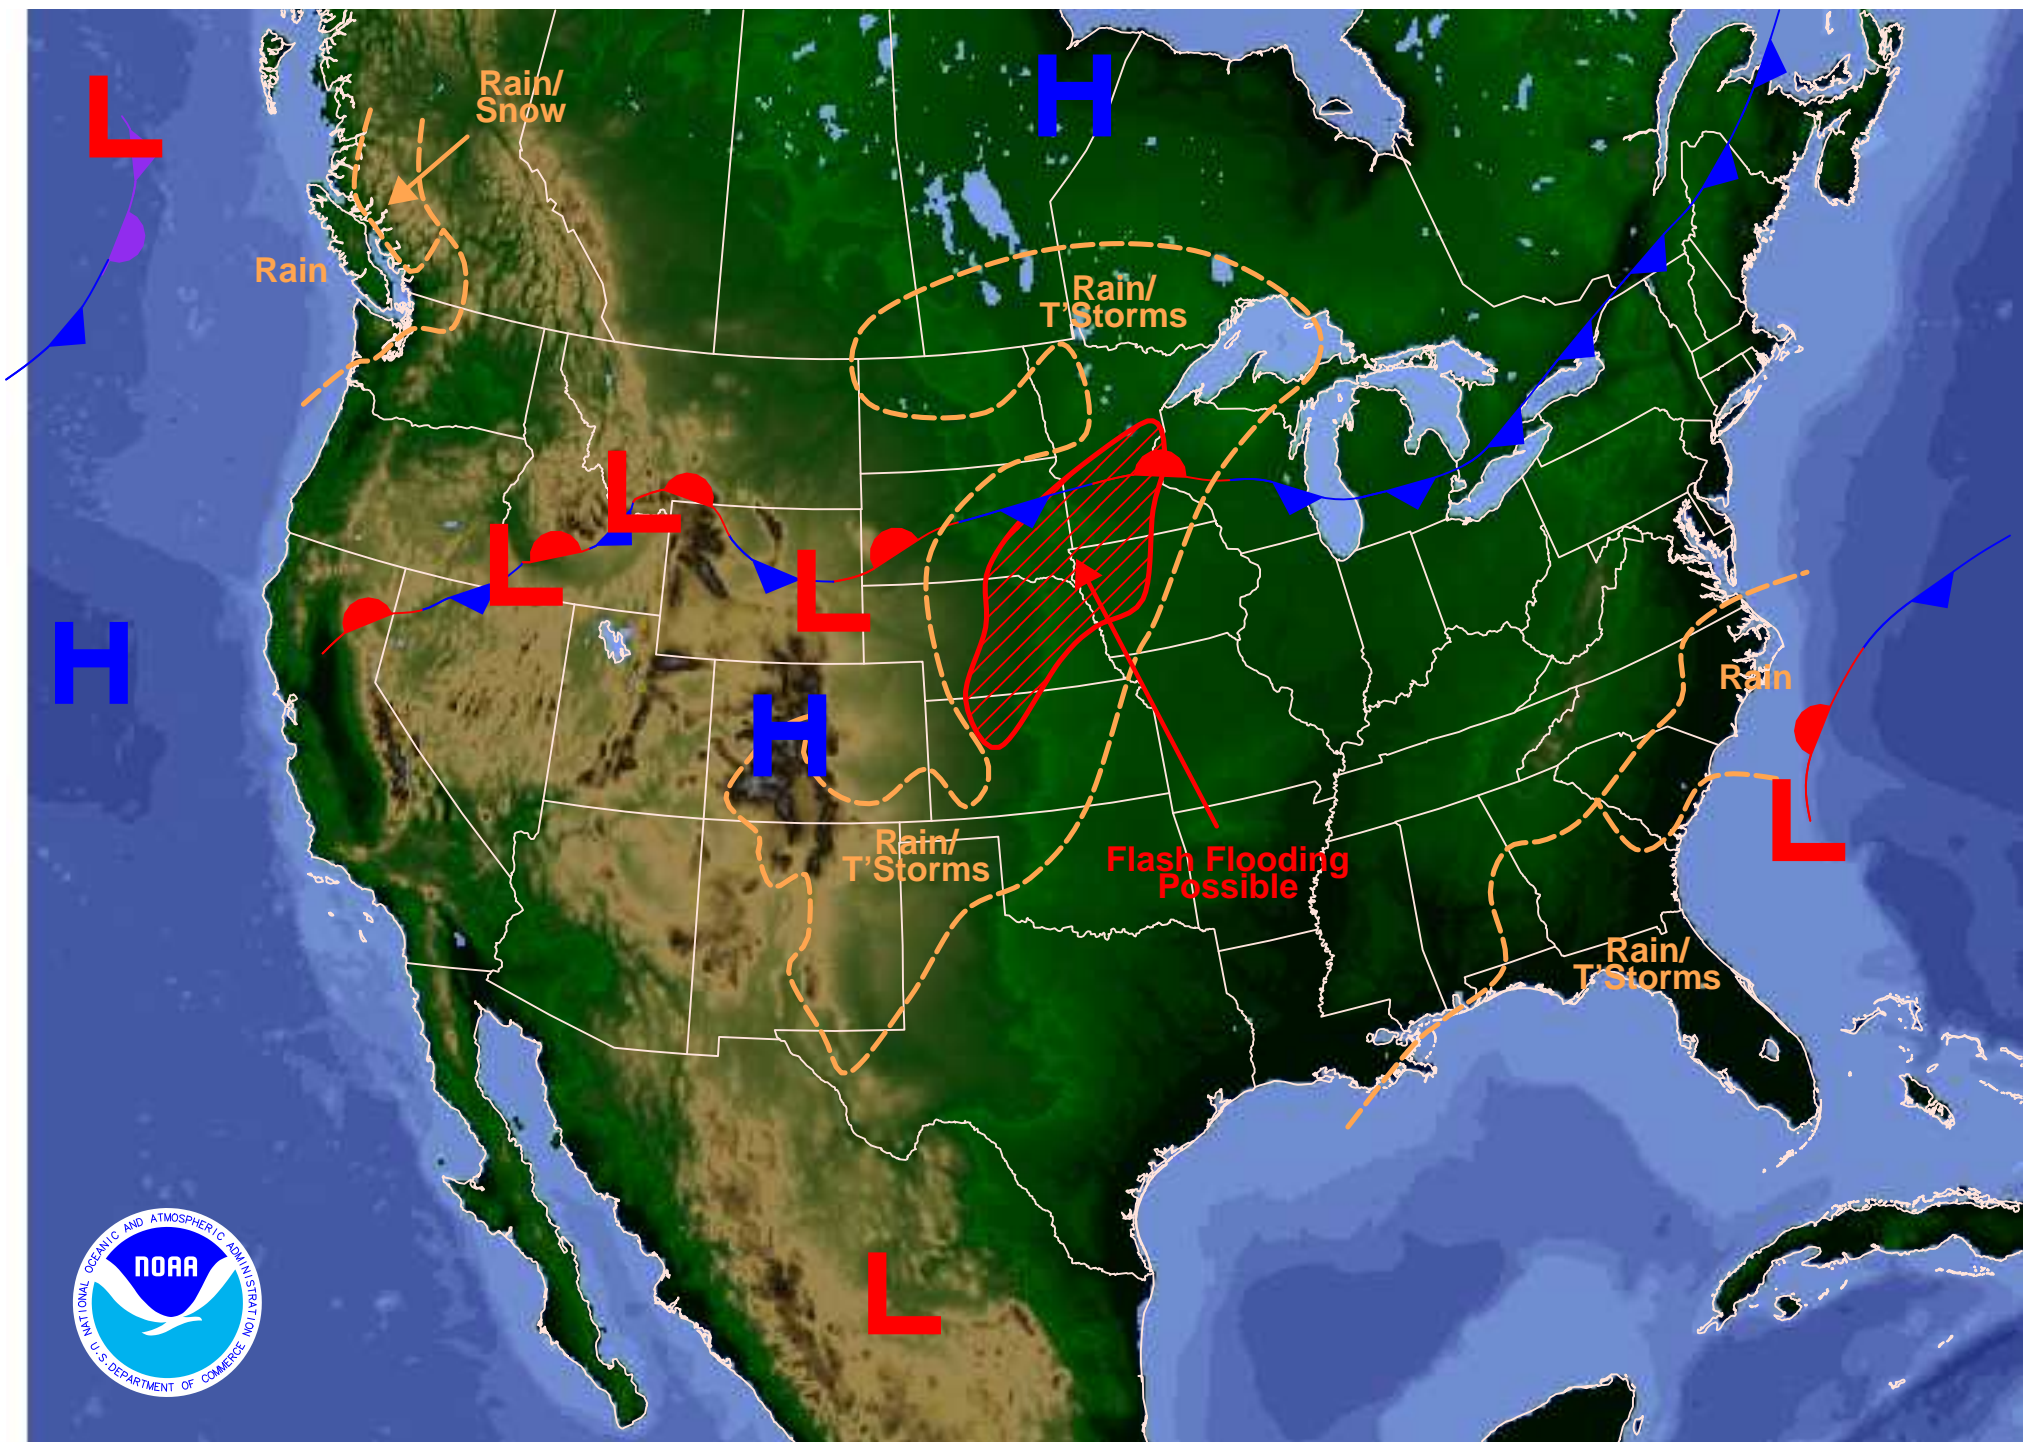 L
H
Rain/
Snow
Rain
Rain/
T'Storms
L
L
L
H
H
Rain
L
Rain/
T'Storms
Flash Flooding
Possible
Rain/
T'Storms
L
NATIONAL OCEANIC AND ATMOSPHERIC ADMINISTRATION
NOAA
U.S. DEPARTMENT OF COMMERCE